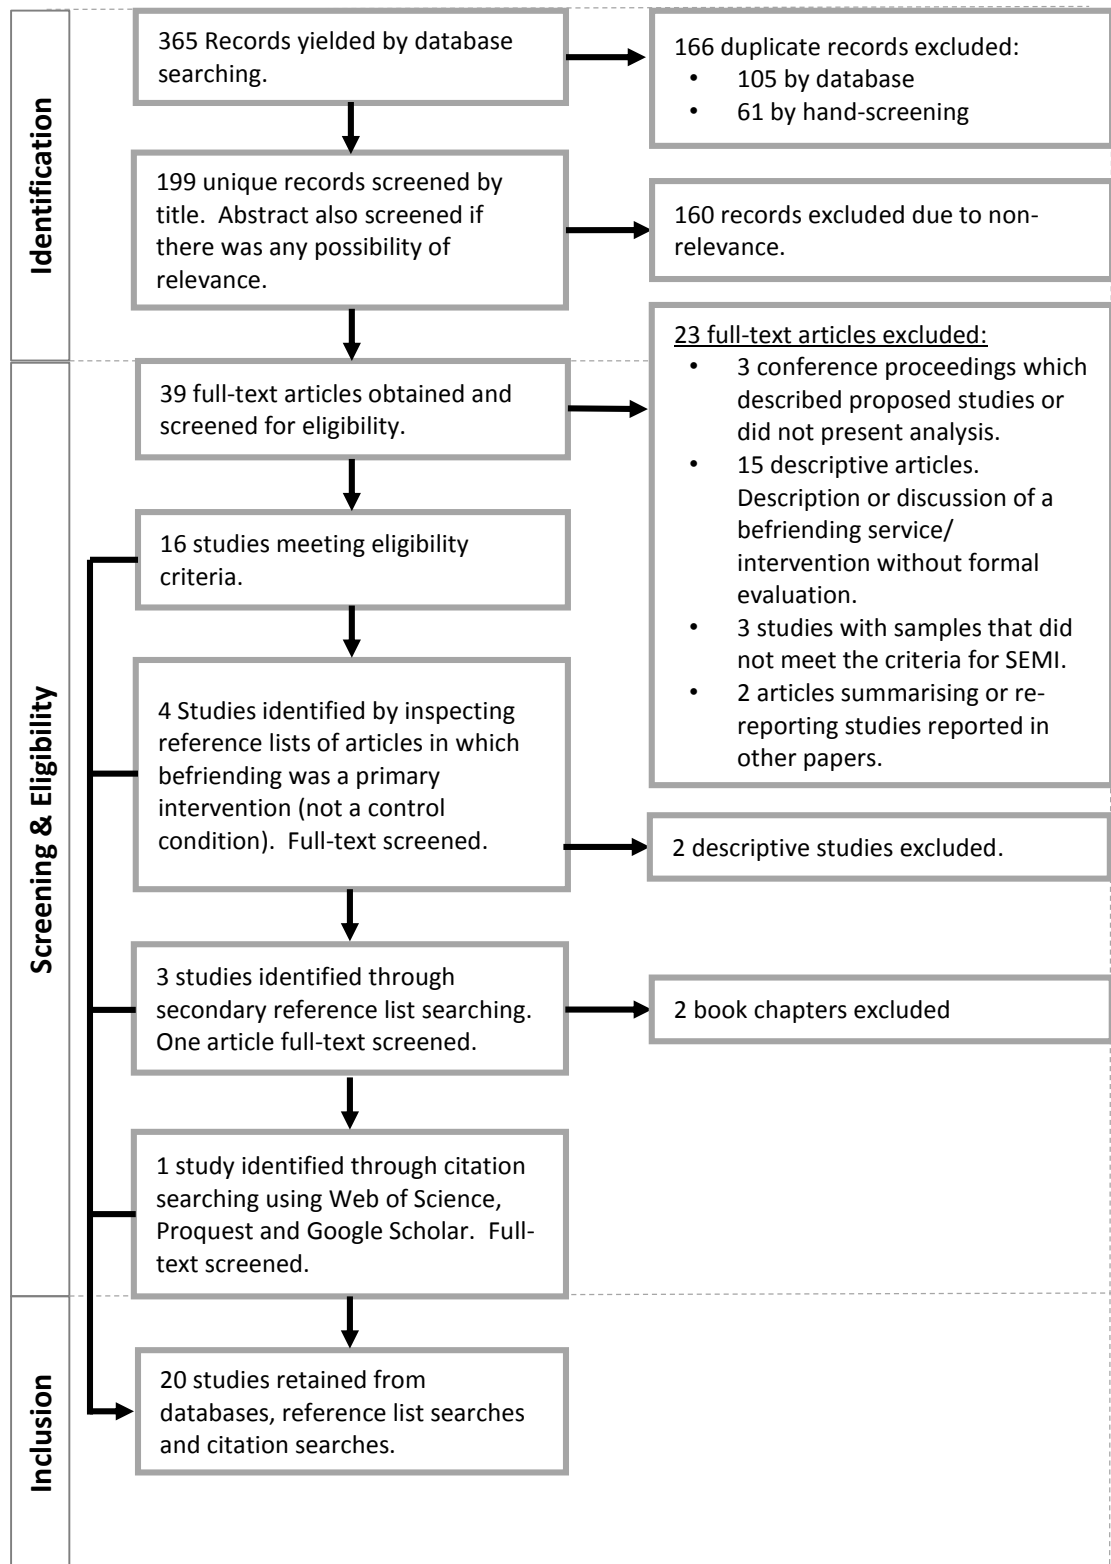 Identification
365 Records yielded by database
searching.
166 duplicate records excluded:
• 105 by database
• 61 by hand-screening
199 unique records screened by
title.  Abstract also screened if
there was any possibility of
relevance.
160 records excluded due to non-
relevance.
Screening & Eligibility
39 full-text articles obtained and
screened for eligibility.
23 full-text articles excluded:
• 3 conference proceedings which
described proposed studies or
did not present analysis.
• 15 descriptive articles.
Description or discussion of a
befriending service/
intervention without formal
evaluation.
• 3 studies with samples that did
not meet the criteria for SEMI.
• 2 articles summarising or re-
reporting studies reported in
other papers.
16 studies meeting eligibility
criteria.
4 Studies identified by inspecting
reference lists of articles in which
befriending was a primary
intervention (not a control
condition).  Full-text screened.
2 descriptive studies excluded.
3 studies identified through
secondary reference list searching.
One article full-text screened.
2 book chapters excluded
1 study identified through citation
searching using Web of Science,
Proquest and Google Scholar.  Full-
text screened.
Inclusion
20 studies retained from
databases, reference list searches
and citation searches.